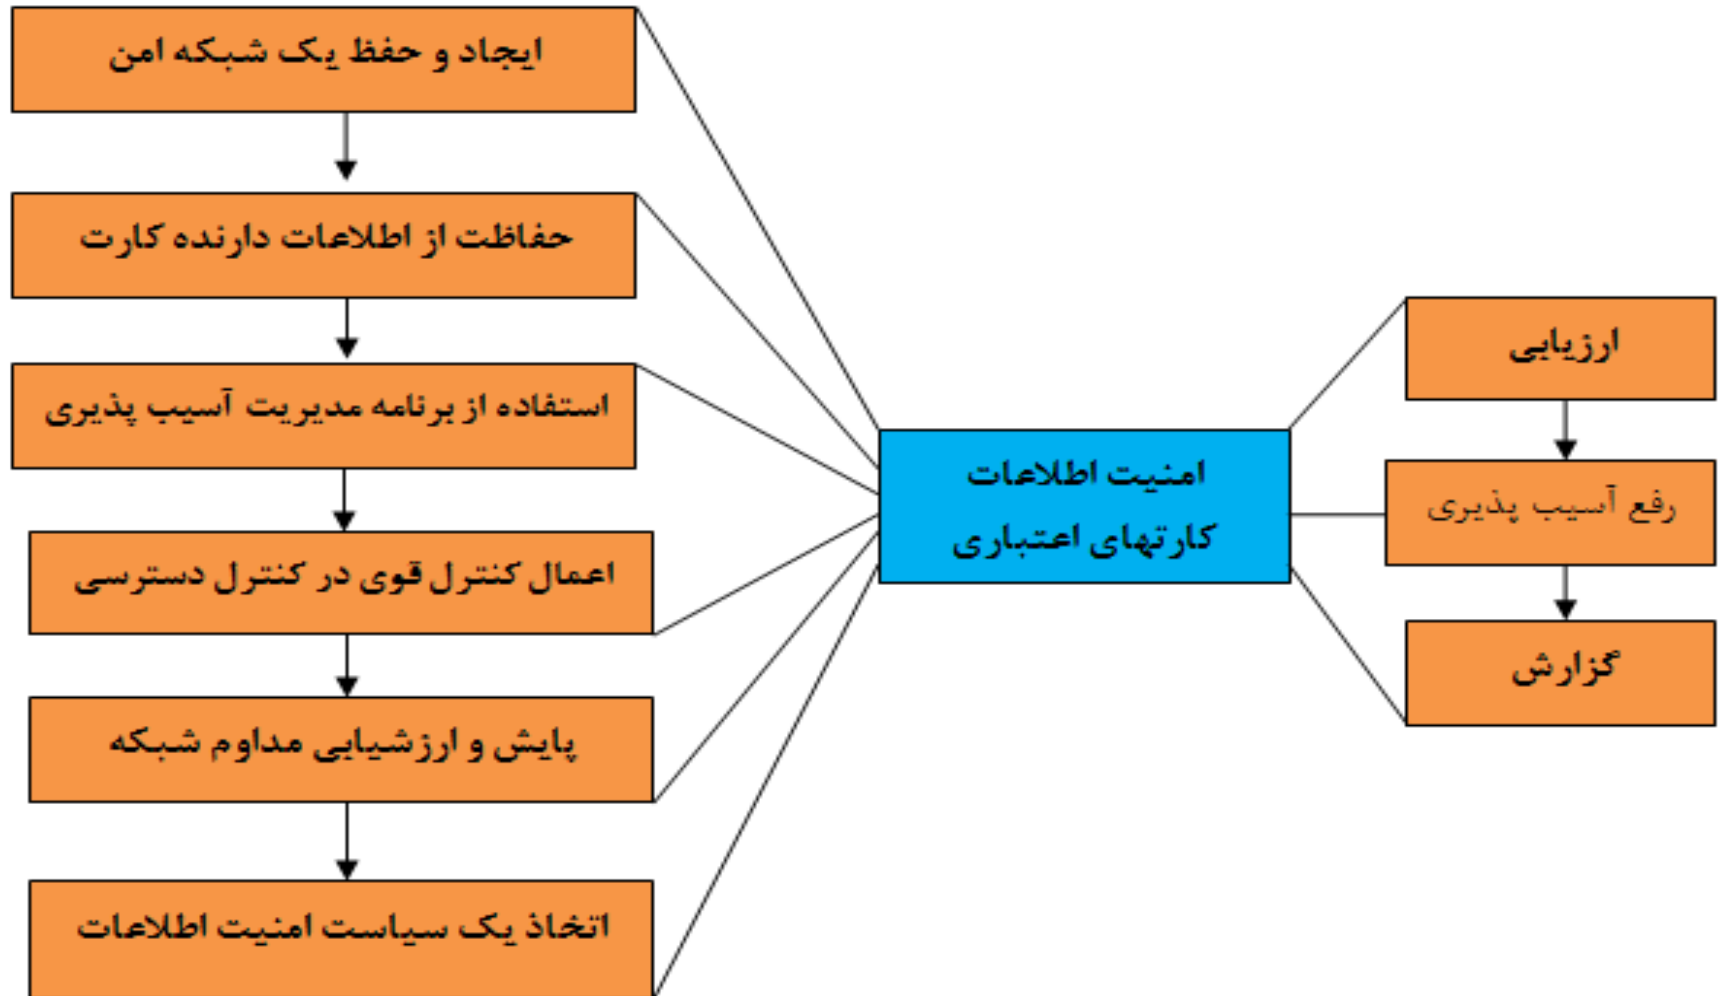 ایجاد و حفظ یک شبکه امن
حفاظت از اطلاعات دارنده کارت
استفاده از برنامه مدیریت آسیب پذیری
اعمال کنترل قوی در کنترل دسترسی
پایش و ارزشیابی مداوم شبکه
اتخاذ یک سیاست امنیت اطلاعات
امنیت اطلاعات
کارتهای اعتباری
ارزیابی
رفع آسیب پذیری
گزارش